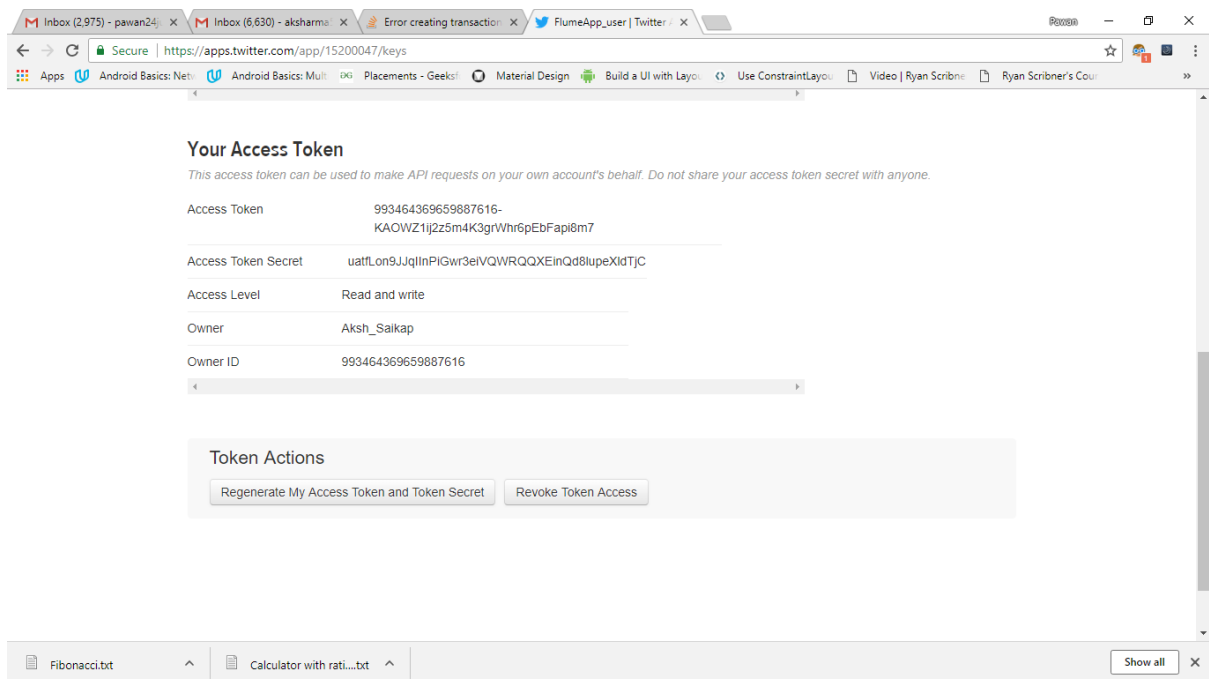 Inbox (2,975) - pawan24j
Inbox (6,630) - aksharma
Error creating transaction
FlumeApp_user | Twitter A
Pawan
Secure | https://apps.twitter.com/app/15200047/keys
1
Apps
Android Basics: Netw
Android Basics: Mult
GG Placements - Geeksf
Material Design
Build a UI with Layou
Use ConstraintLayou
Video | Ryan Scribne
Ryan Scribner's Cour
Your Access Token
This access token can be used to make API requests on your own account's behalf. Do not share your access token secret with anyone.
Access Token 993464369659887616-
KAOWZ1ij2z5m4K3grWhr6pEbFapi8m7
Access Token Secret uatfLon9JJqIInPiGwr3eiVQWRQQXEinQd8IupeXIdTjC
Access Level Read and write
Owner Aksh_Saikap
Owner ID 993464369659887616
Token Actions
Regenerate My Access Token and Token Secret
Revoke Token Access
Fibonacci.txt
Calculator with rati....txt
Show all